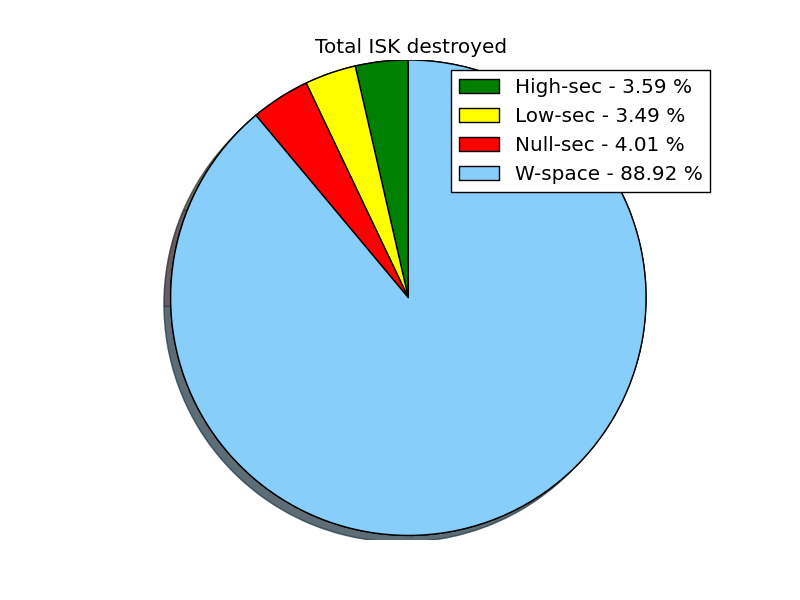 Total ISK destroyed
High-sec - 3.59 %
Low-sec - 3.49 %
Null-sec - 4.01 %
W-space - 88.92 %